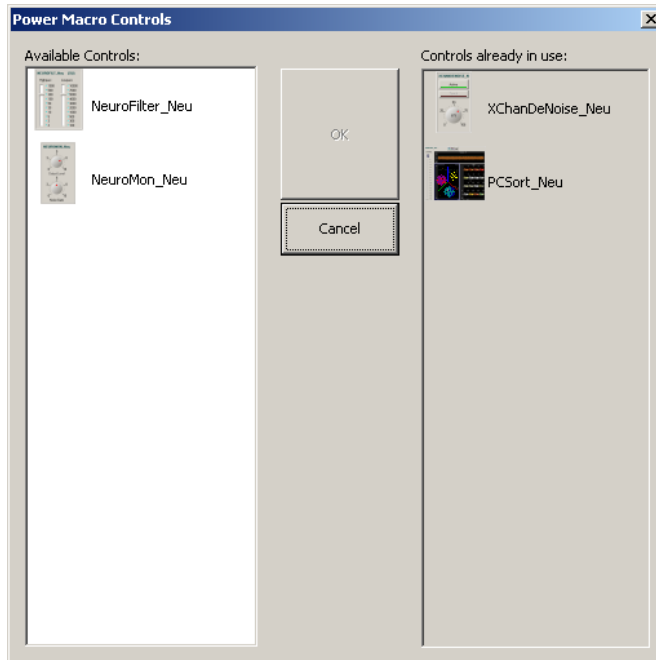 Power Macro Controls
Available Controls:
NeuroFilter_Neu
NeuroMon_Neu
OK
Cancel
Controls already in use:
XChanDeNoise_Neu
PCSort_Neu